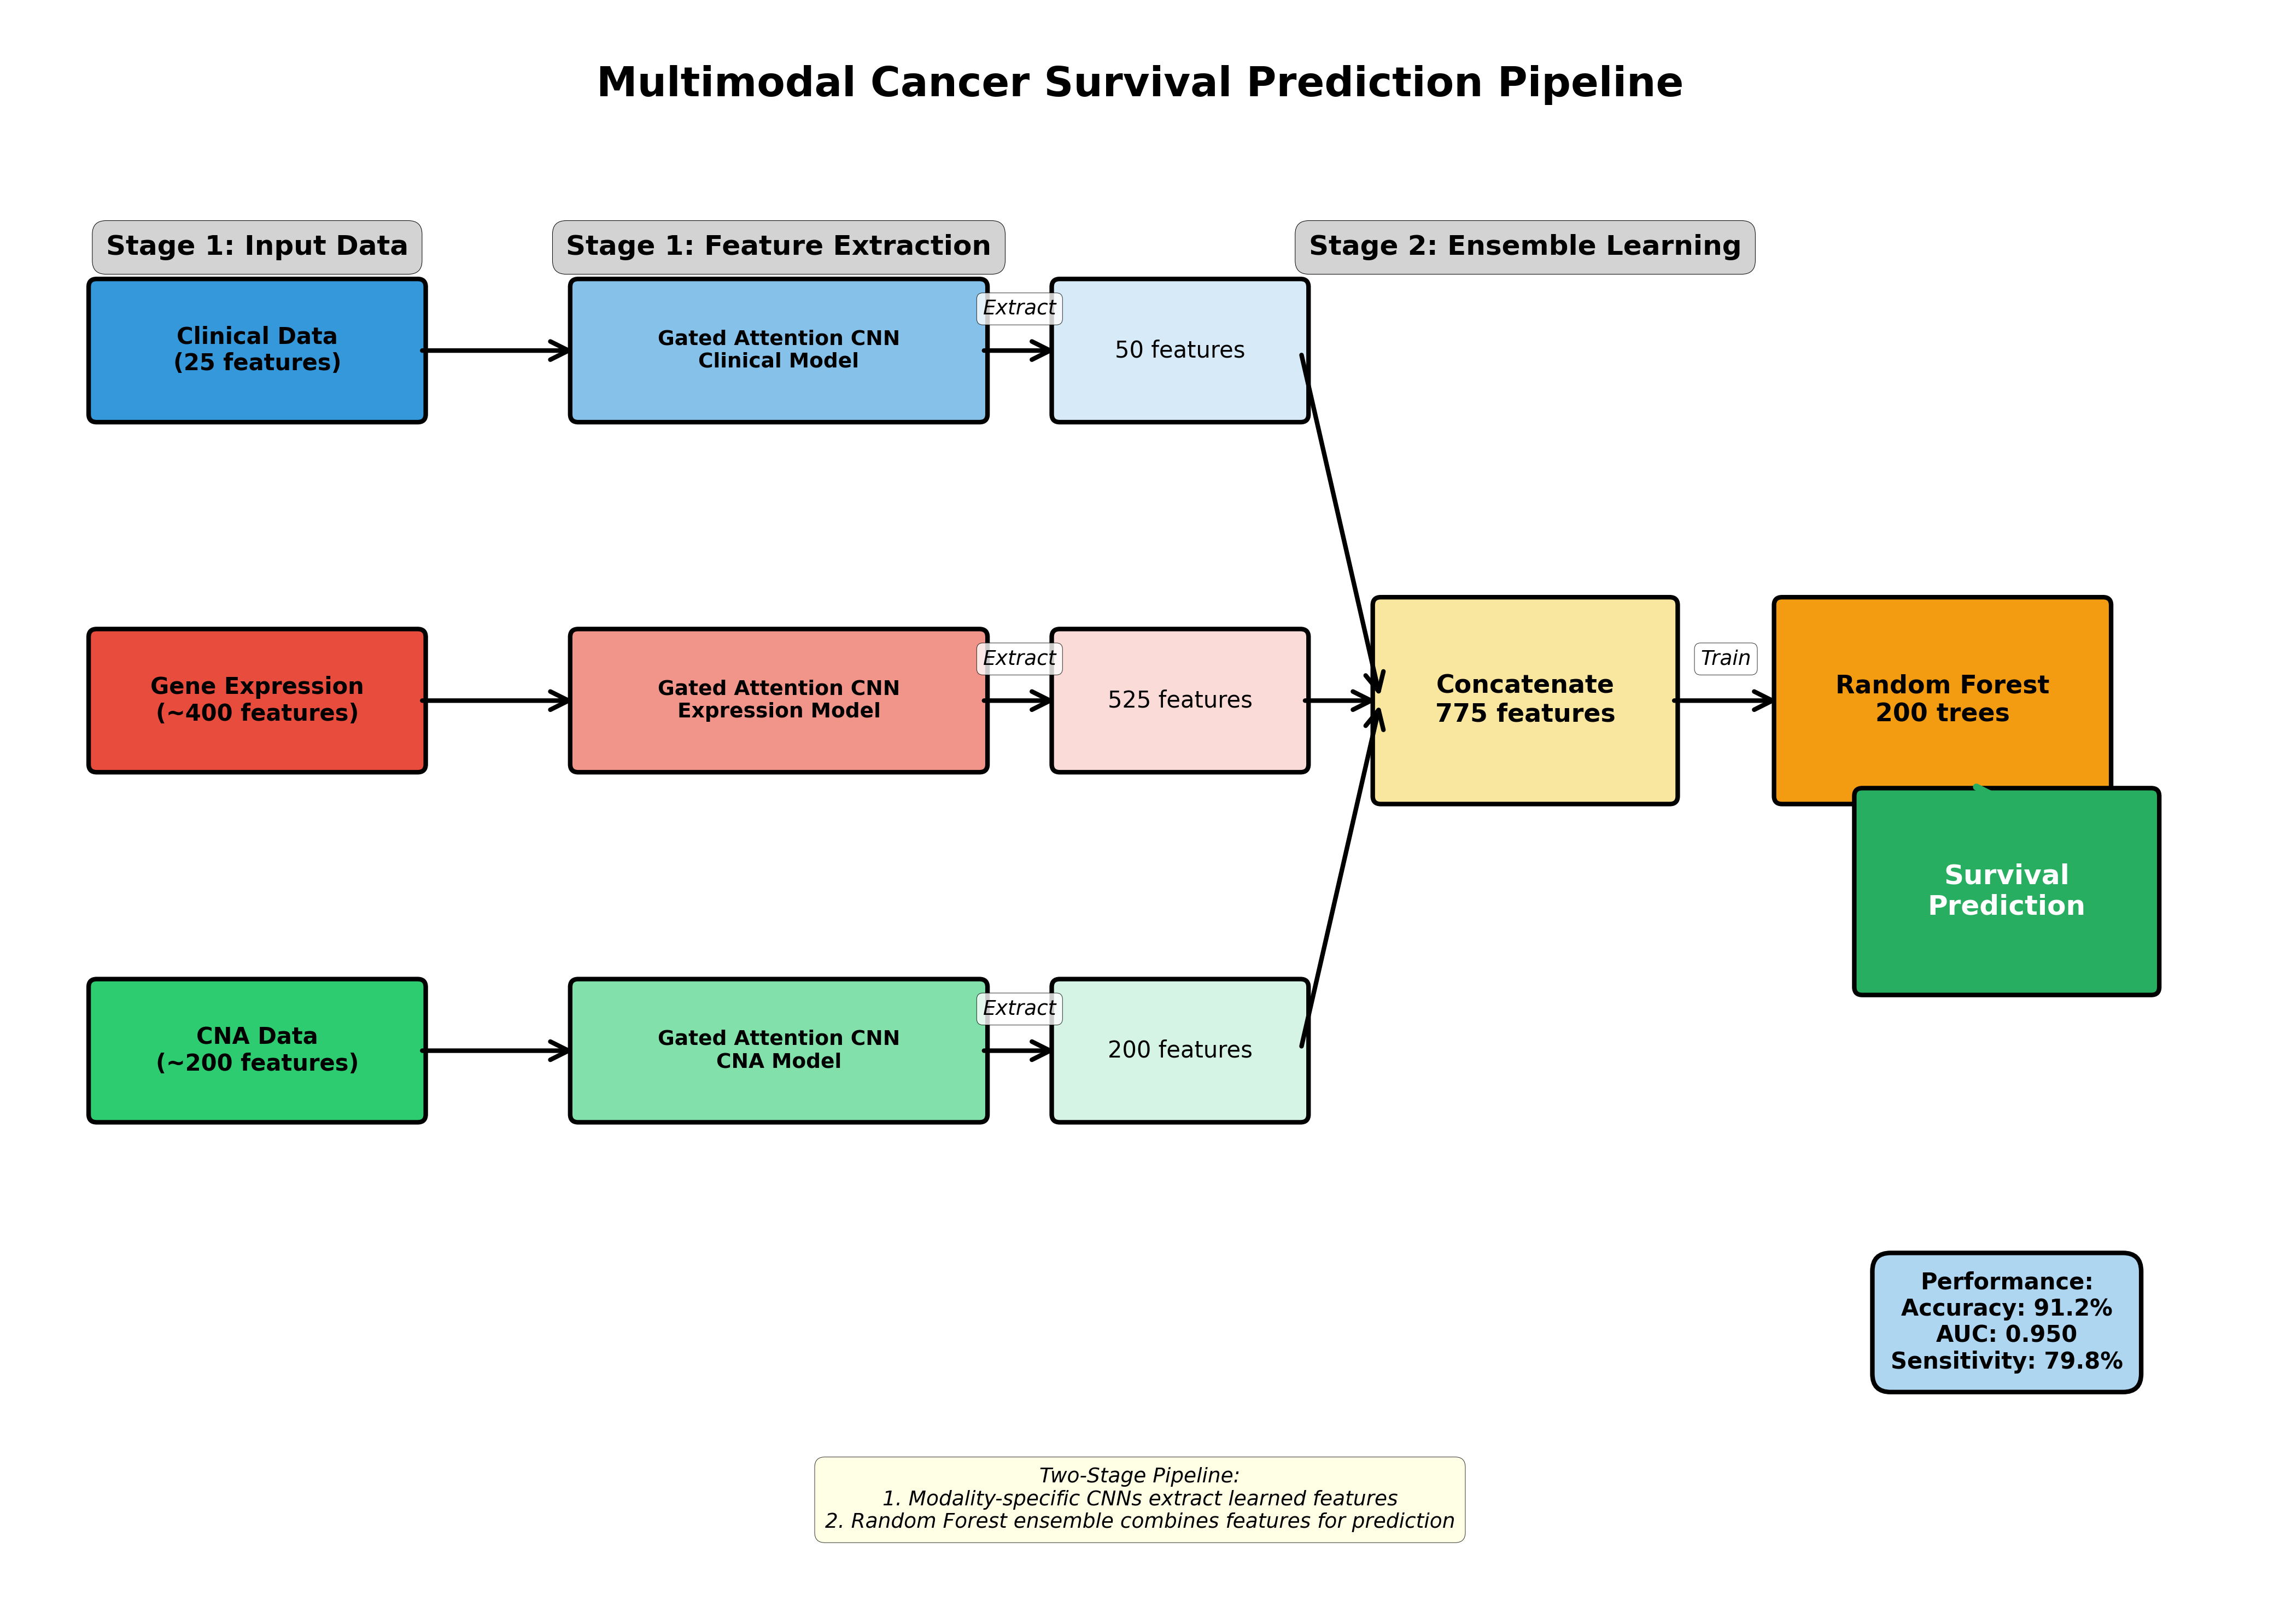 Multimodal Cancer Survival Prediction Pipeline
Stage 1: Input Data
Stage 1: Feature Extraction
Stage 2: Ensemble Learning
Clinical Data
(25 features)
Gated Attention CNN
Clinical Model
Extract
50 features
Gene Expression
(~400 features)
Gated Attention CNN
Expression Model
Extract
525 features
Concatenate
775 features
Train
Random Forest
200 trees
Survival
Prediction
CNA Data
(~200 features)
Gated Attention CNN
CNA Model
Extract
200 features
Performance:
Accuracy: 91.2%
AUC: 0.950
Sensitivity: 79.8%
Two-Stage Pipeline:
1. Modality-specific CNNs extract learned features
2. Random Forest ensemble combines features for prediction